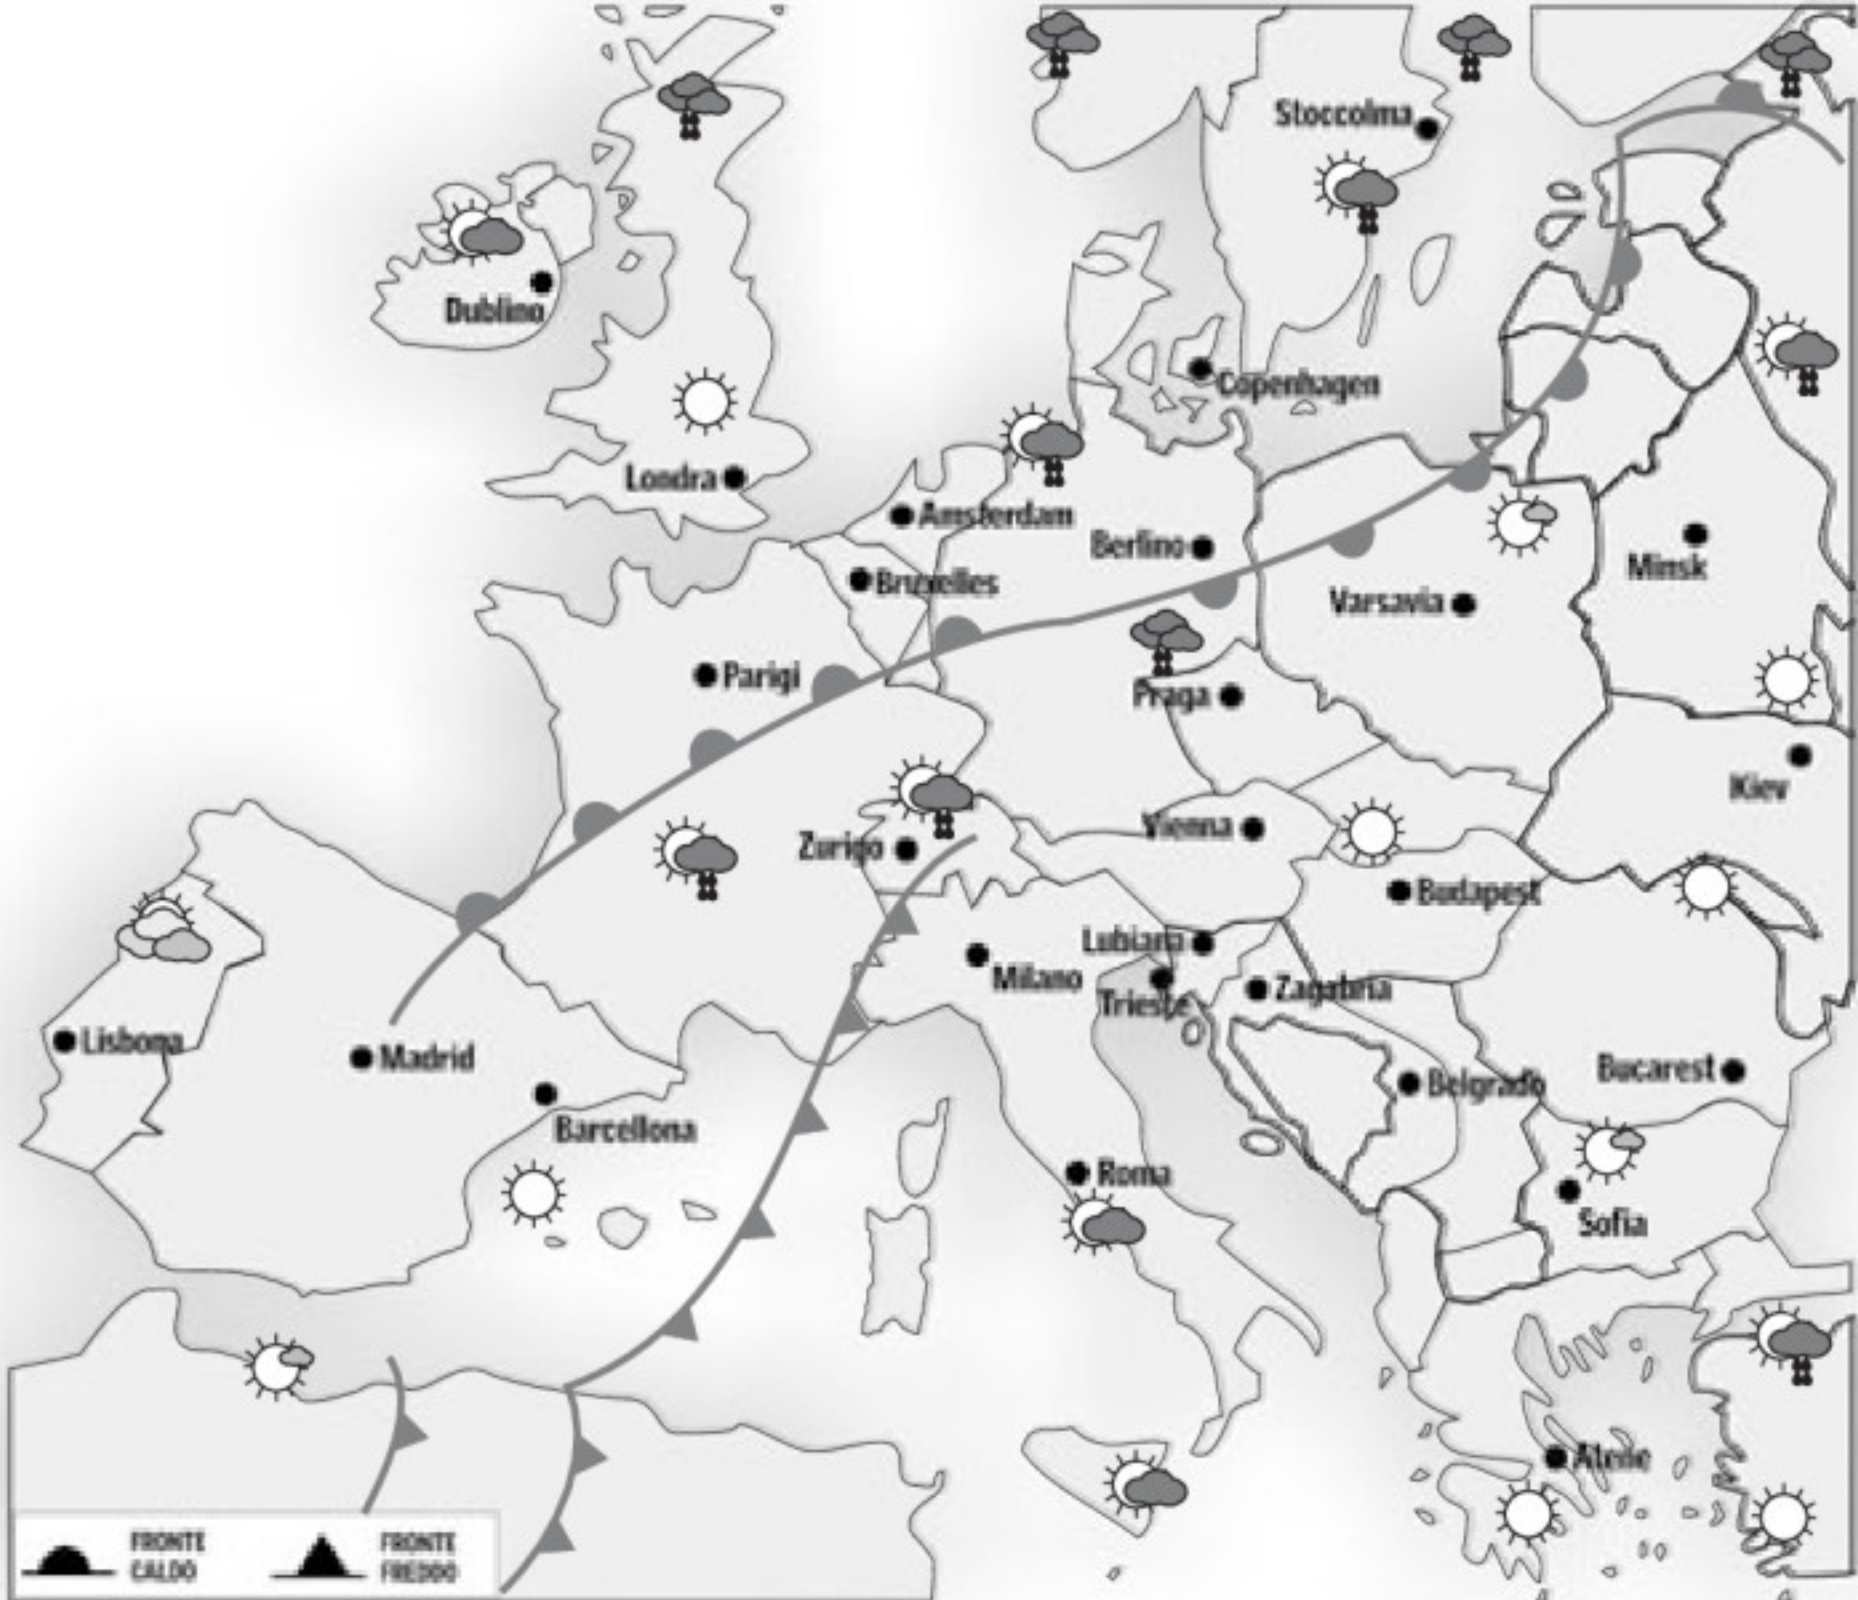 Stoccolma
Dublino
Copenhagen
Londra
Amsterdam
Berlino
Minsk
Bruxelles
Varsavia
Parigi
Praga
Kiev
Vienna
Zurigo
Budapest
Lubiana
Milano
Zagabria
Trieste
Lisbona
Madrid
Bucarest
Belgrado
Barcellona
Roma
Sofia
Atene
FRONTE
CALDO
FRONTE
FREDDO